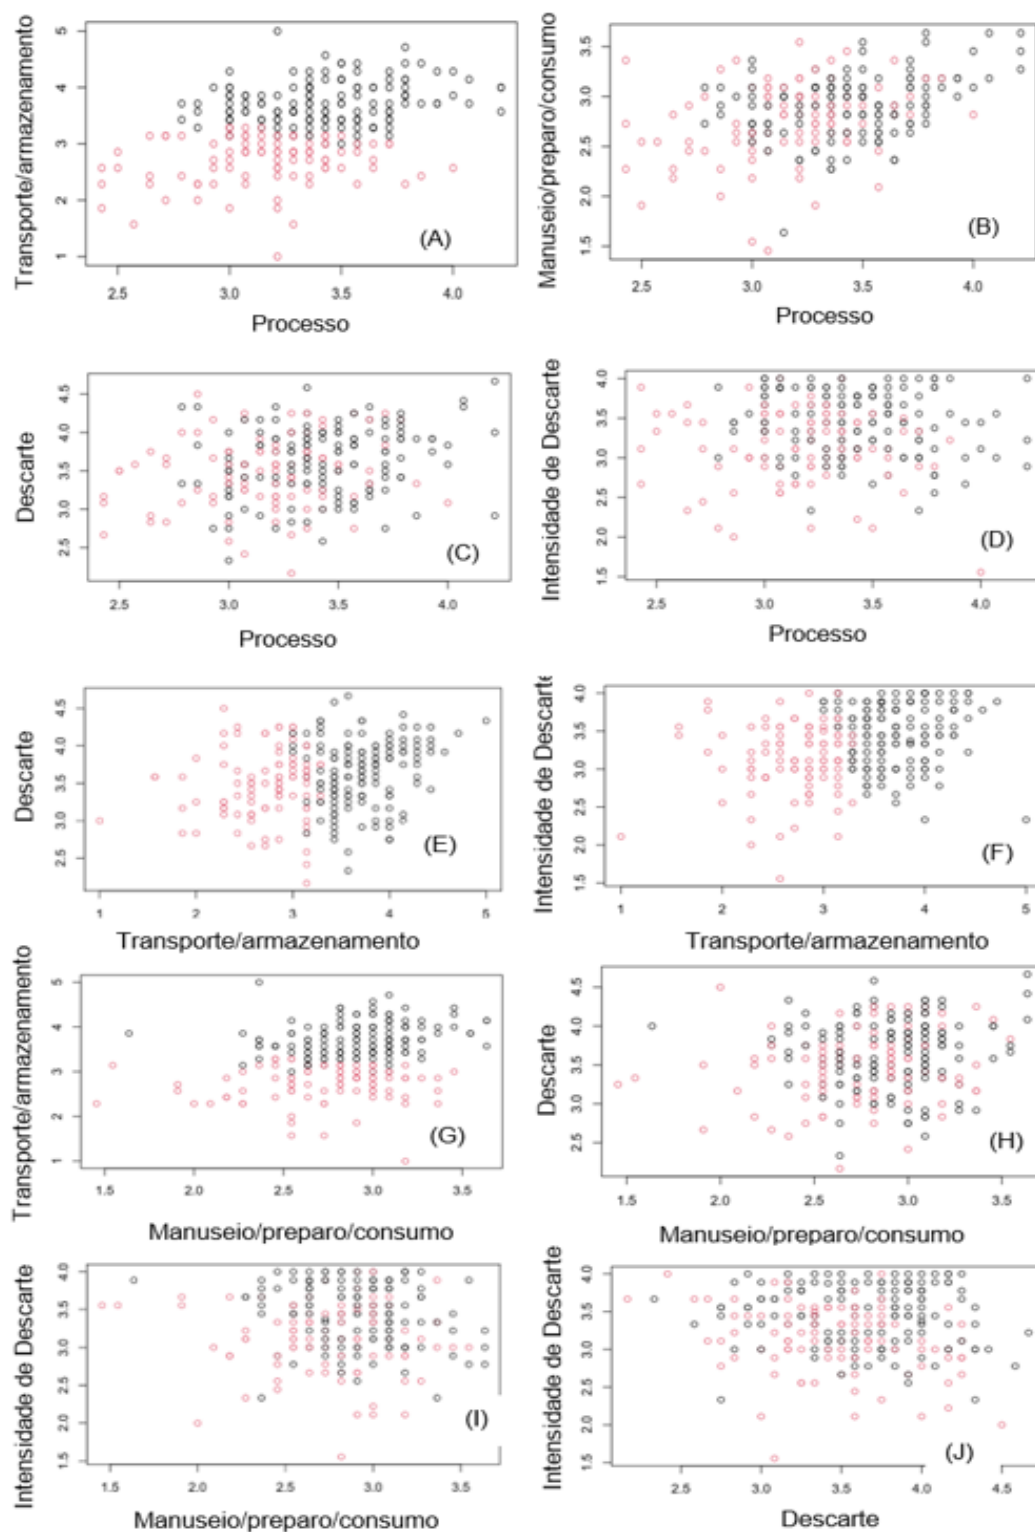 Transporte/armazenamento
5
4
3
2
1
(A)
2.5 3.0 3.5 4.0
Processo
Manuseio/preparo/consumo
3.5
3.0
2.5
2.0
1.5
(B)
2.5 3.0 3.5 4.0
Processo
Descarte
4.5
4.0
3.5
3.0
2.5
(C)
2.5 3.0 3.5 4.0
Processo
Intensidade de Descarte
4.0
3.5
3.0
2.5
2.0
1.5
(D)
2.5 3.0 3.5 4.0
Processo
Descarte
4.5
4.0
3.5
3.0
2.5
(E)
1 2 3 4 5
Transporte/armazenamento
Intensidade de Descarte
4.0
3.5
3.0
2.5
2.0
1.5
(F)
1 2 3 4 5
Transporte/armazenamento
Transporte/armazenamento
5
4
3
2
1
(G)
1.5 2.0 2.5 3.0 3.5
Manuseio/preparo/consumo
Descarte
4.5
4.0
3.5
3.0
2.5
(H)
1.5 2.0 2.5 3.0 3.5
Manuseio/preparo/consumo
Intensidade de Descarte
4.0
3.5
3.0
2.5
2.0
1.5
(I)
1.5 2.0 2.5 3.0 3.5
Manuseio/preparo/consumo
Intensidade de Descarte
4.0
3.5
3.0
2.5
2.0
1.5
(J)
2.5 3.0 3.5 4.0 4.5
Descarte